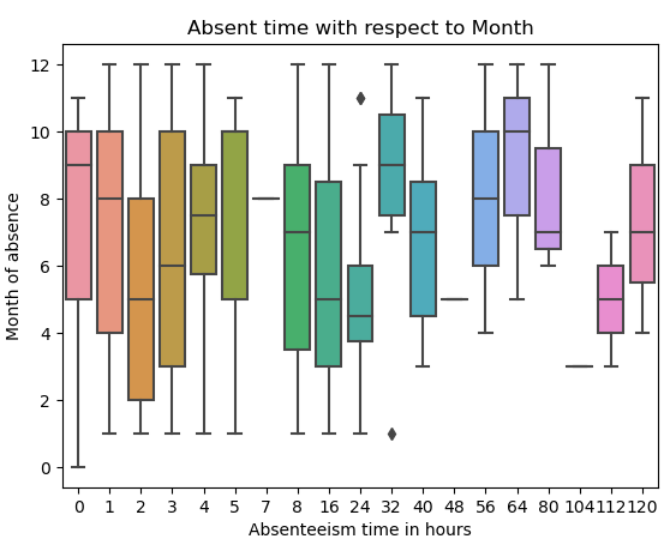 Absent time with respect to Month
Month of absence
12
10
8
6
4
2
0
0 1 2 3 4 5 7 8 16 24 32 40 48 56 64 80 104 112 120
Absenteeism time in hours